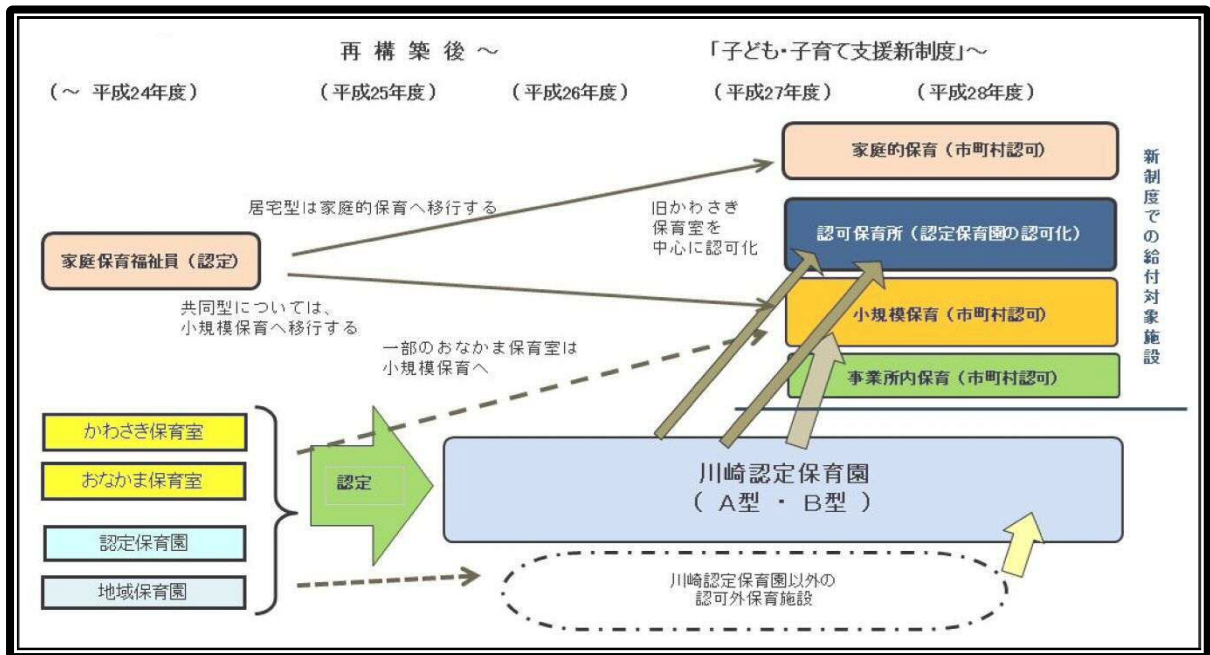 再構築後～
「子ども・子育て支援新制度」～
（～ 平成24年度）
（平成25年度）
（平成26年度）
（平成27年度）
（平成28年度）
家庭的保育（市町村認可）
居宅型は家庭的保育へ移行する
旧かわさき
保育室を
中心に認可化
認可保育所（認定保育園の認可化）
家庭保育福祉員（認定）
共同型については、
小規模保育へ移行する
小規模保育（市町村認可）
一部のおなかま保育室は
小規模保育へ
事業所内保育（市町村認可）
新制度での給付対象施設
かわさき保育室
おなかま保育室
認定保育園
地域保育園
認定
川崎認定保育園
（ A型 ・ B型 ）
川崎認定保育園以外の
認可外保育施設